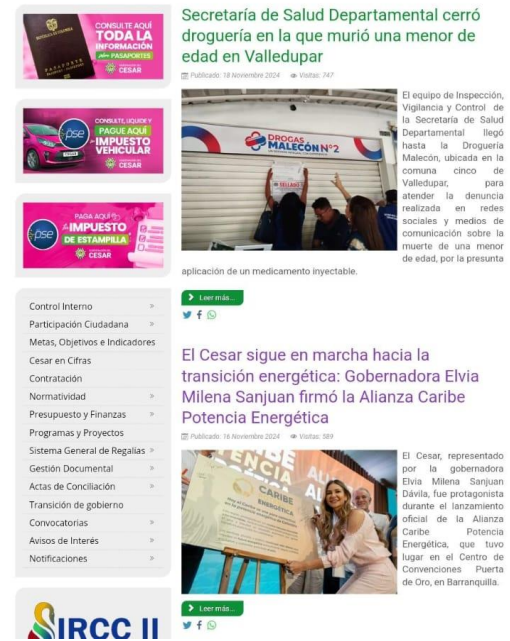 CONSULTE AQUÍ
TODA LA
INFORMACIÓN
sobre PASAPORTES
CESAR
PASAPORTE
pse
CONSULTE, LIQUIDE Y
PAGUE AQUÍ
IMPUESTO
VEHICULAR
CESAR
pse
PAGA AQUÍ
IMPUESTO
DE ESTAMPILLA
CESAR
Control Interno
Participación Ciudadana
Metas, Objetivos e Indicadores
Cesar en Cifras
Contratación
Normatividad
Presupuesto y Finanzas
Programas y Proyectos
Sistema General de Regalías
Gestión Documental
Actas de Conciliación
Transición de gobierno
Convocatorias
Avisos de Interés
Notificaciones
IRCC II
Secretaría de Salud Departamental cerró
droguería en la que murió una menor de
edad en Valledupar
Publicado: 18 Noviembre 2024 Visitas: 747
DROGAS
MALECÓN Nº2
SELLADO
El equipo de Inspección,
Vigilancia y Control de
la Secretaría de Salud
Departamental llegó
hasta la Droguería
Malecón, ubicada en la
comuna cinco de
Valledupar, para
atender la denuncia
realizada en redes
sociales y medios de
comunicación sobre la
muerte de una menor
de edad, por la presunta
aplicación de un medicamento inyectable.
Leer más...
El Cesar sigue en marcha hacia la
transición energética: Gobernadora Elvia
Milena Sanjuan firmó la Alianza Caribe
Potencia Energética
Publicado: 16 Noviembre 2024 Visitas: 589
CARIBE
ENERGÉTICA
El Cesar, representado
por la gobernadora
Elvia Milena Sanjuan
Dávila, fue protagonista
durante el lanzamiento
oficial de la Alianza
Caribe Potencia
Energética, que tuvo
lugar en el Centro de
Convenciones Puerta
de Oro, en Barranquilla.
Leer más...